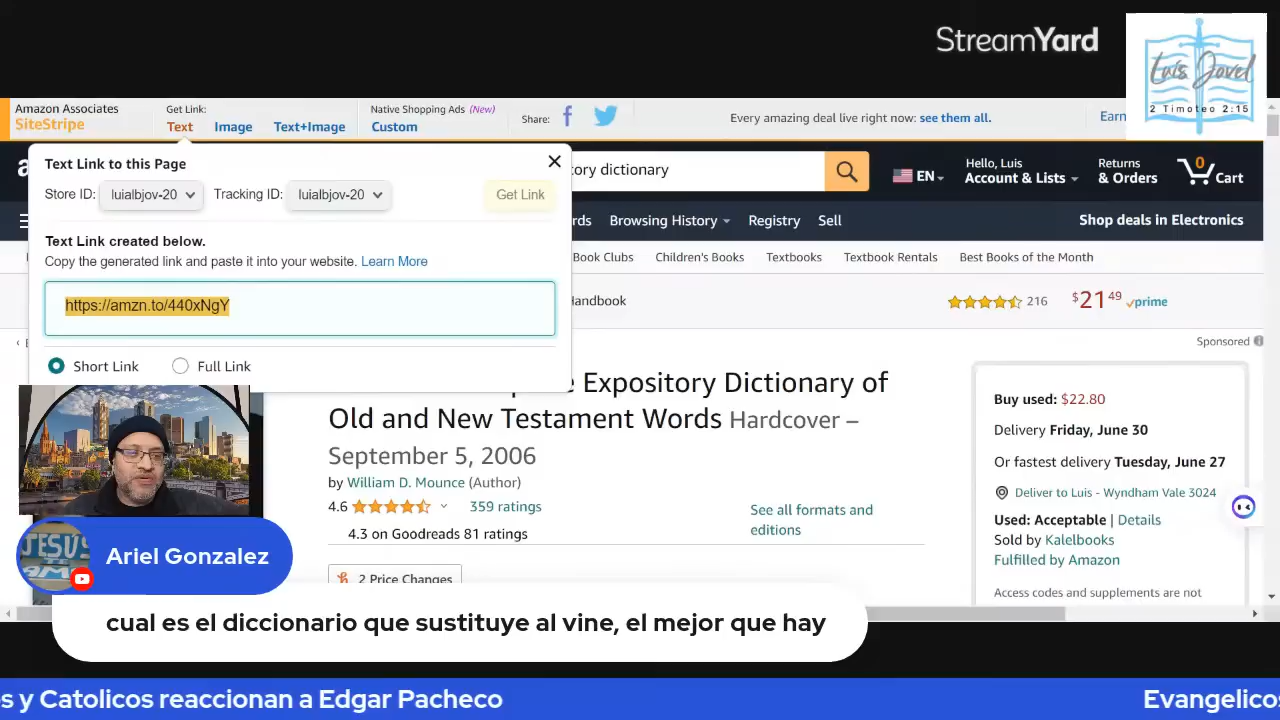 StreamYard
Luis Jovel
2 Timoteo 2:15
Amazon Associates
SiteStripe
Get Link:
Text Image Text+Image
Native Shopping Ads (New)
Custom
Share:
Every amazing deal live right now: see them all.
Earn
Text Link to this Page
Store ID: luialbjov-20 Tracking ID: luialbjov-20 Get Link
Text Link created below.
Copy the generated link and paste it into your website. Learn More
https://amzn.to/440xNgY
Short Link Full Link
ory dictionary
EN
Hello, Luis
Account & Lists
Returns
& Orders
0
Cart
rds Browsing History Registry Sell
Shop deals in Electronics
Book Clubs Children's Books Textbooks Textbook Rentals Best Books of the Month
Handbook
216 $21 49 prime
Sponsored
Expository Dictionary of
Old and New Testament Words Hardcover –
September 5, 2006
by William D. Mounce (Author)
4.6 359 ratings
4.3 on Goodreads 81 ratings
2 Price Changes
See all formats and
editions
Buy used: $22.80
Delivery Friday, June 30
Or fastest delivery Tuesday, June 27
Deliver to Luis - Wyndham Vale 3024
Used: Acceptable | Details
Sold by Kalelbooks
Fulfilled by Amazon
Access codes and supplements are not
JESUS
TE
AMA
Ariel Gonzalez
cual es el diccionario que sustituye al vine, el mejor que hay
s y Catolicos reaccionan a Edgar Pacheco
Evangelicos